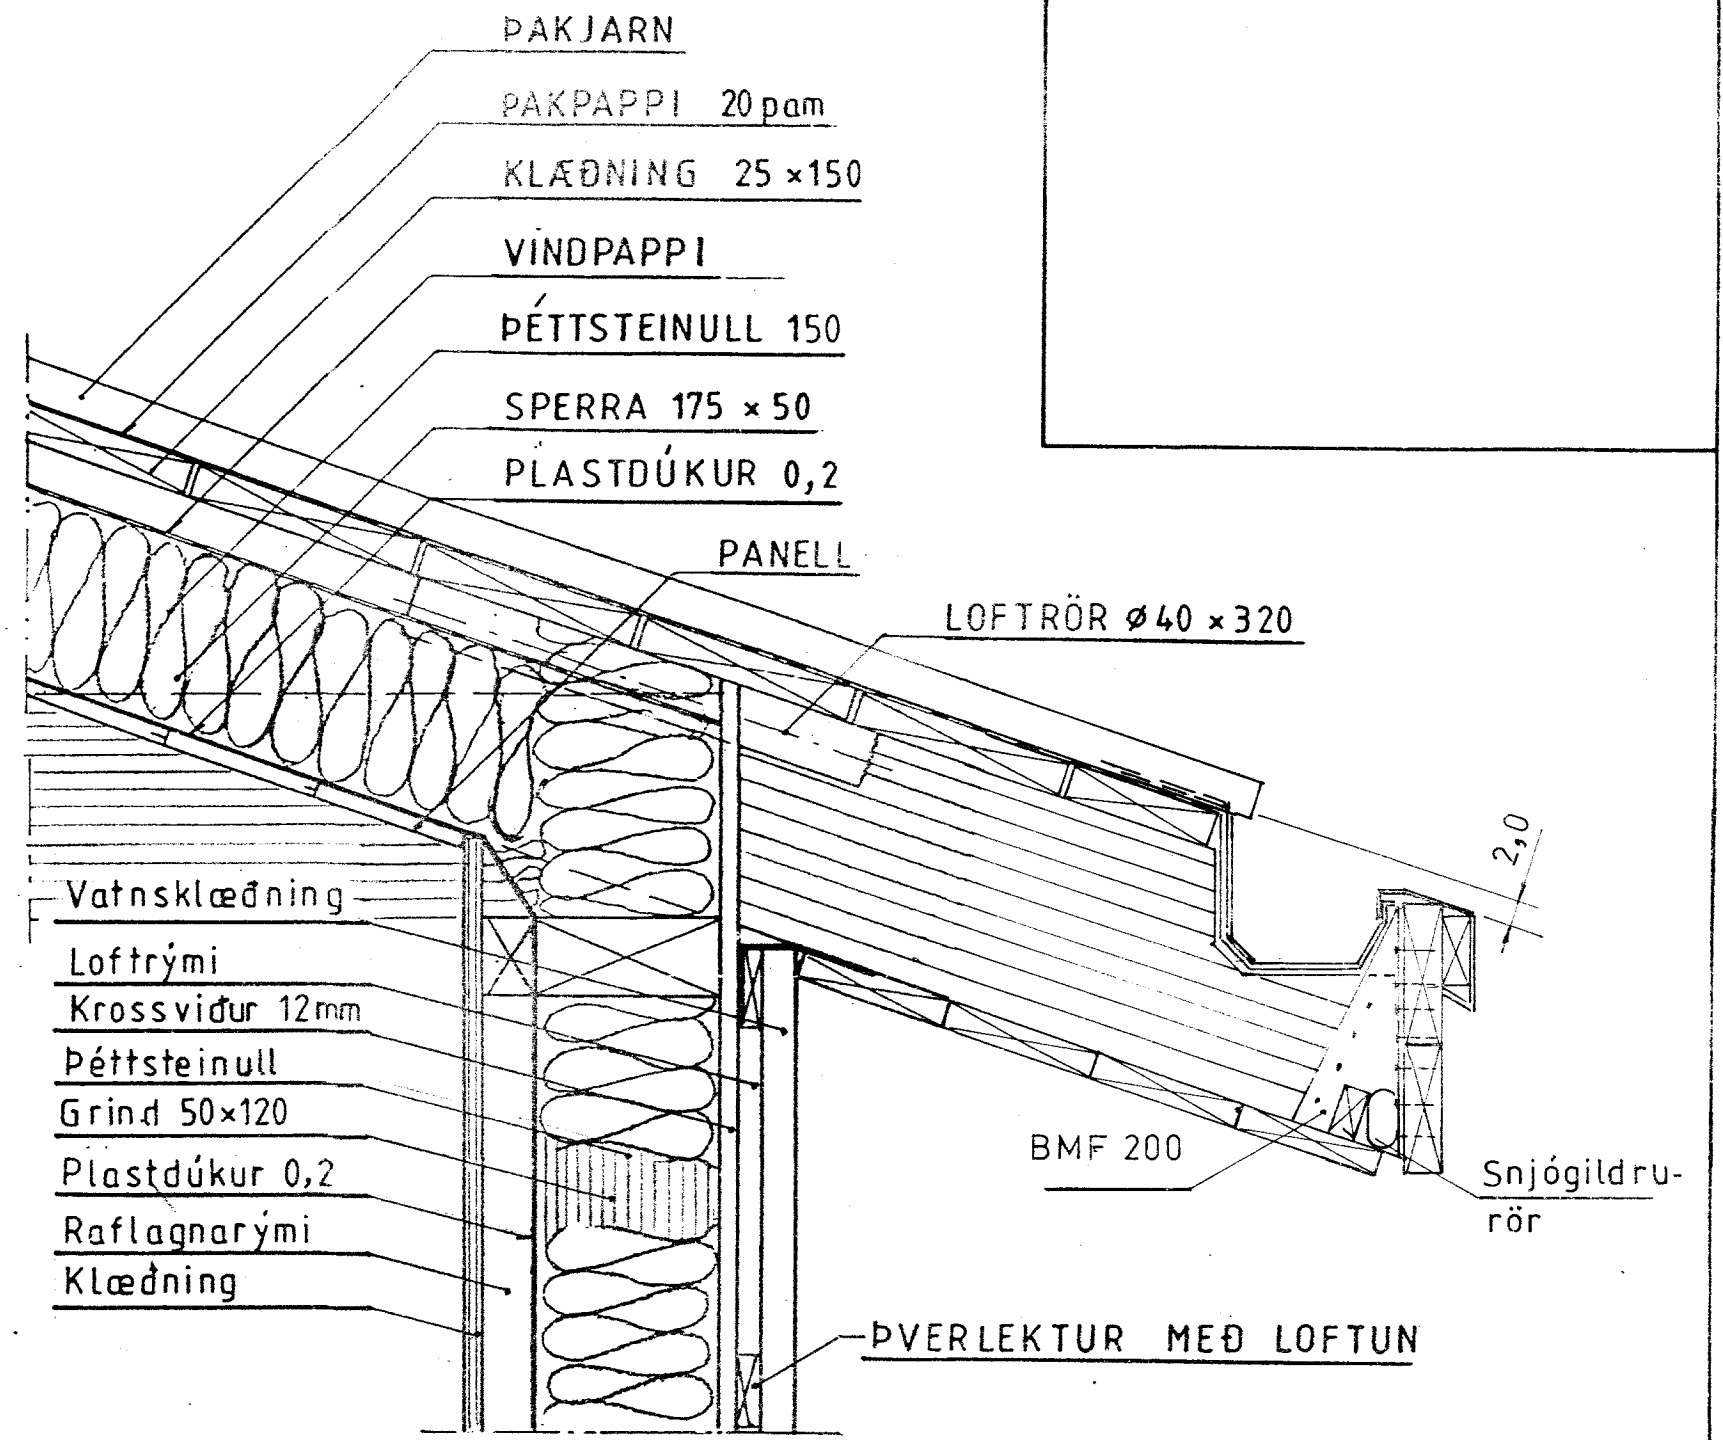 ÞAKJARN
ÞAKPAPPI 20 pam
KLÆÐNING 25 ×150
VINDPAPPI
ÞÉTTSTEINULL 150
SPERRA 175 × 50
PLASTDÚKUR 0,2
PANELL
LOFTRÖR Ø40 × 320
2,0
Vatnsklæðning
Loftrými
Krossviður 12mm
Þéttsteinull
Grind 50×120
Plastdúkur 0,2
Raflagnarými
Klæðning
BMF 200
Snjógildru-
rör
ÞVERLEKTUR MEÐ LOFTUN